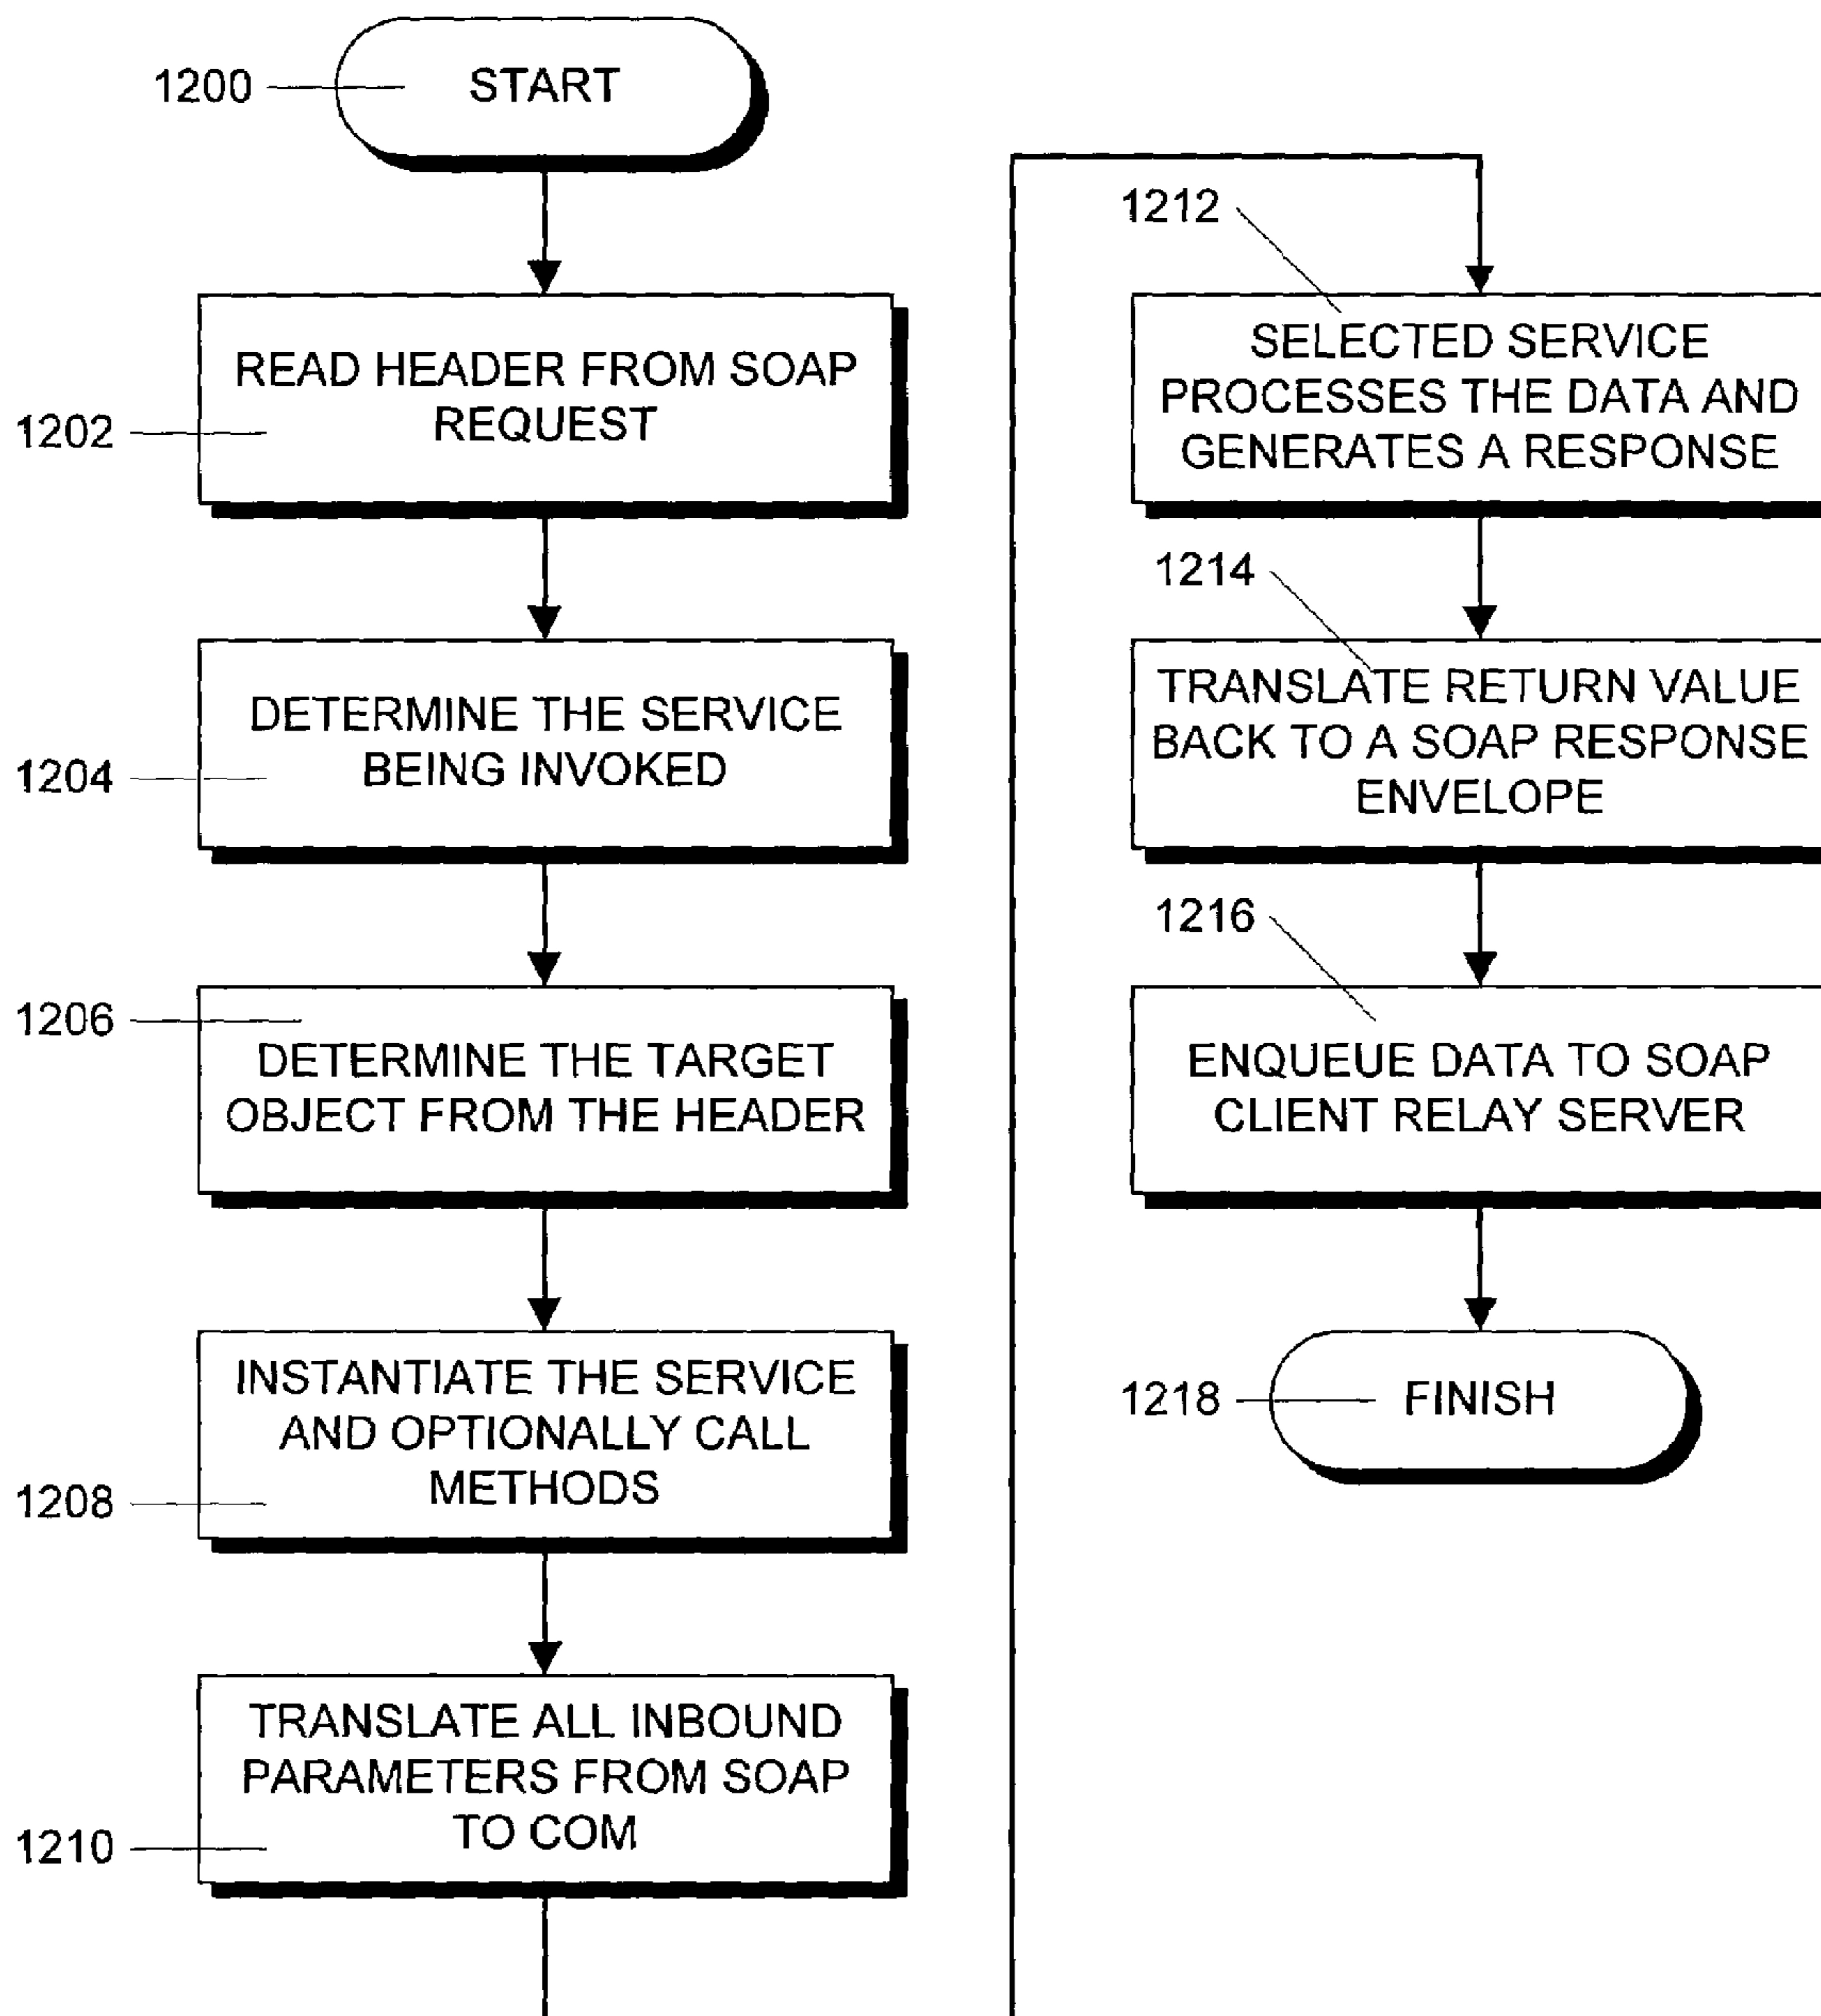 1200
START
1202
READ HEADER FROM SOAP
REQUEST
1204
DETERMINE THE SERVICE
BEING INVOKED
1206
DETERMINE THE TARGET
OBJECT FROM THE HEADER
1208
INSTANTIATE THE SERVICE
AND OPTIONALLY CALL
METHODS
1210
TRANSLATE ALL INBOUND
PARAMETERS FROM SOAP
TO COM
1212
SELECTED SERVICE
PROCESSES THE DATA AND
GENERATES A RESPONSE
1214
TRANSLATE RETURN VALUE
BACK TO A SOAP RESPONSE
ENVELOPE
1216
ENQUEUE DATA TO SOAP
CLIENT RELAY SERVER
1218
FINISH